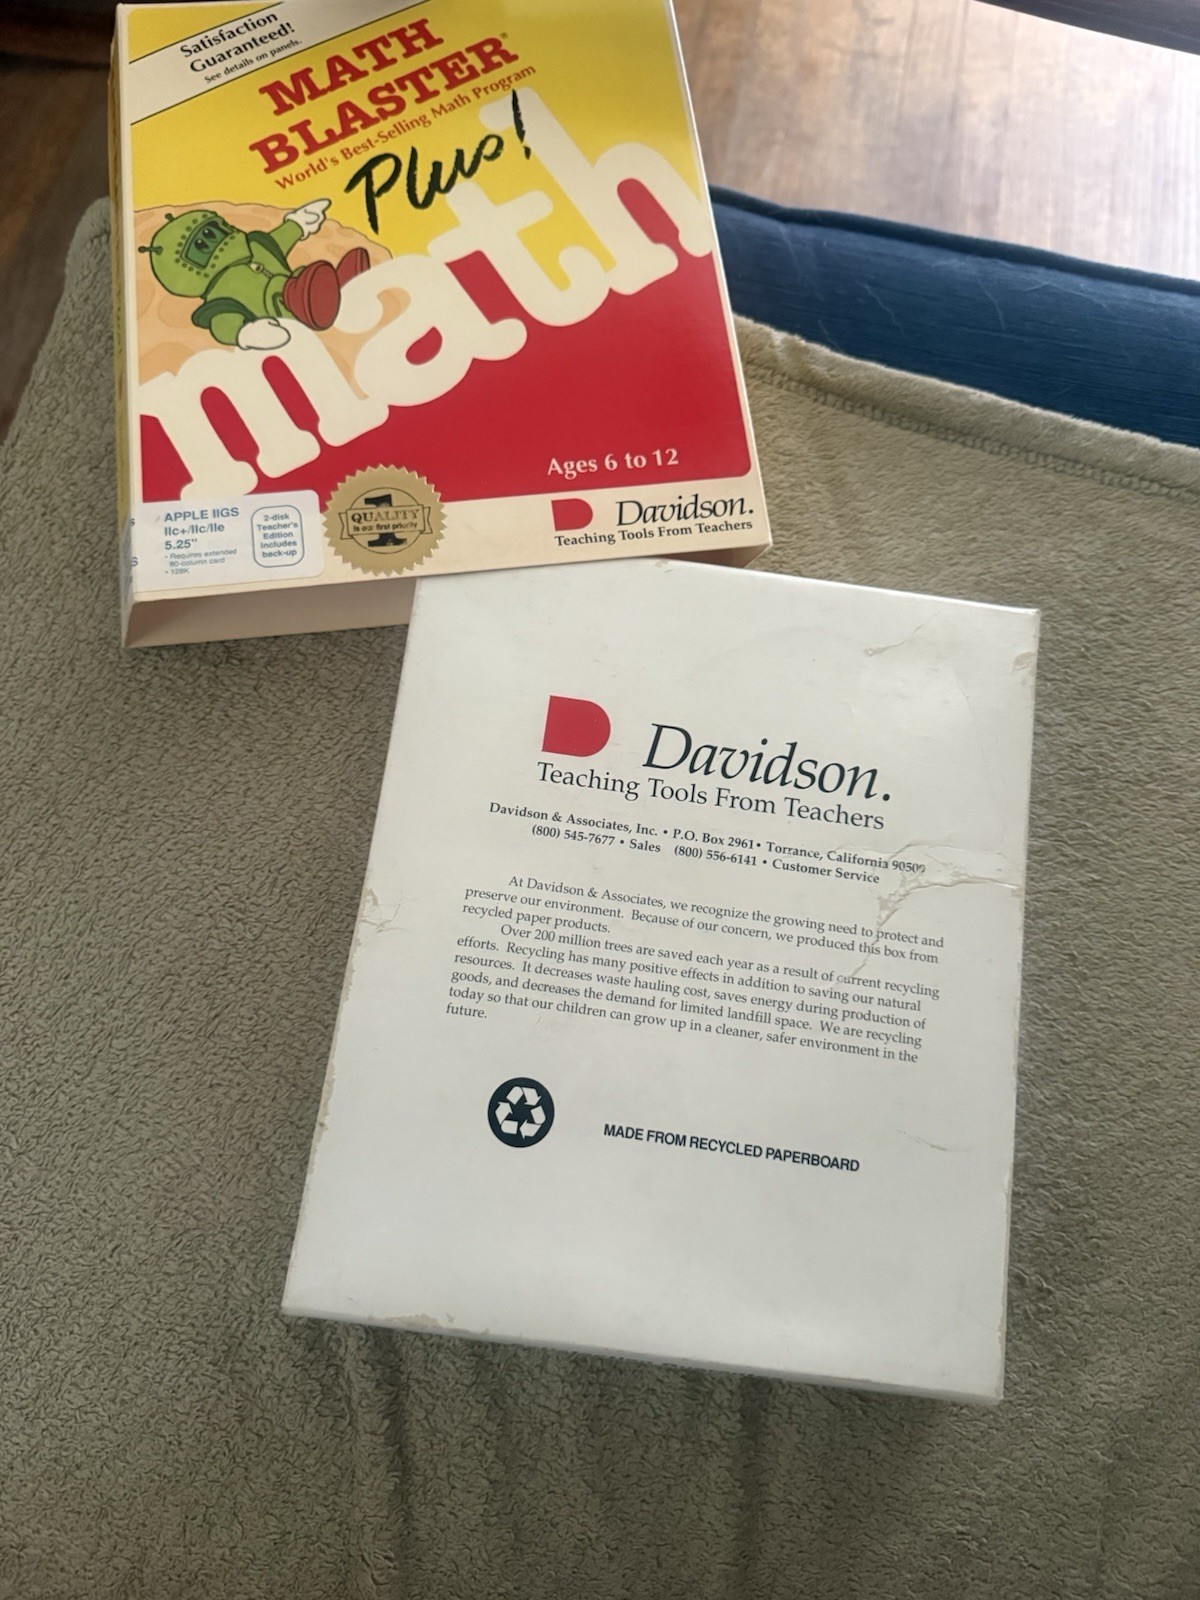 Satisfaction
Guaranteed!
See details on panels.
MATH
BLASTER®
World's Best-Selling Math Program
Plus!
math
Ages 6 to 12
APPLE IIGS
IIc+/IIc/IIe
5.25"
- Requires extended
80-column card
• 128K
2-disk
Teacher's
Edition
Includes
back-up
1
QUALITY
is our first priority
Davidson.
Teaching Tools From Teachers
Davidson.
Teaching Tools From Teachers
Davidson & Associates, Inc. • P.O. Box 2961 • Torrance, California 90509
(800) 545-7677 • Sales (800) 556-6141 • Customer Service
At Davidson & Associates, we recognize the growing need to protect and
preserve our environment. Because of our concern, we produced this box from
recycled paper products.
Over 200 million trees are saved each year as a result of current recycling
efforts. Recycling has many positive effects in addition to saving our natural
resources. It decreases waste hauling cost, saves energy during production of
goods, and decreases the demand for limited landfill space. We are recycling
today so that our children can grow up in a cleaner, safer environment in the
future.
MADE FROM RECYCLED PAPERBOARD